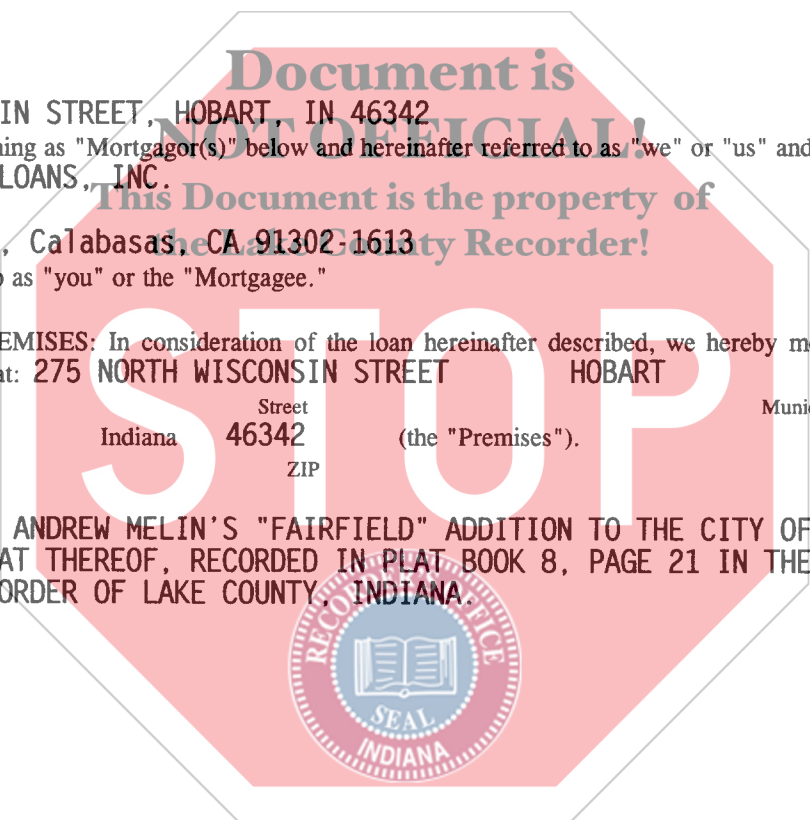 Document is
IN STREET, HOBART, IN 46342
NOT OFFICIAL!
ning as "Mortgagor(s)" below and hereinafter referred to as "we" or "us" and
LOANS, INC.
This Document is the property of
, Calabasas, CA 91302-1613
the Lake County Recorder!
o as "you" or the "Mortgagee."
STOP
EMISES: In consideration of the loan hereinafter described, we hereby m
at: 275 NORTH WISCONSIN STREET HOBART
Street Munic
Indiana 46342 (the "Premises").
ZIP
ANDREW MELIN'S "FAIRFIELD" ADDITION TO THE CITY OF
AT THEREOF, RECORDED IN PLAT BOOK 8, PAGE 21 IN THE
ORDER OF LAKE COUNTY, INDIANA.
RECORDER'S OFFICE
SEAL
INDIANA